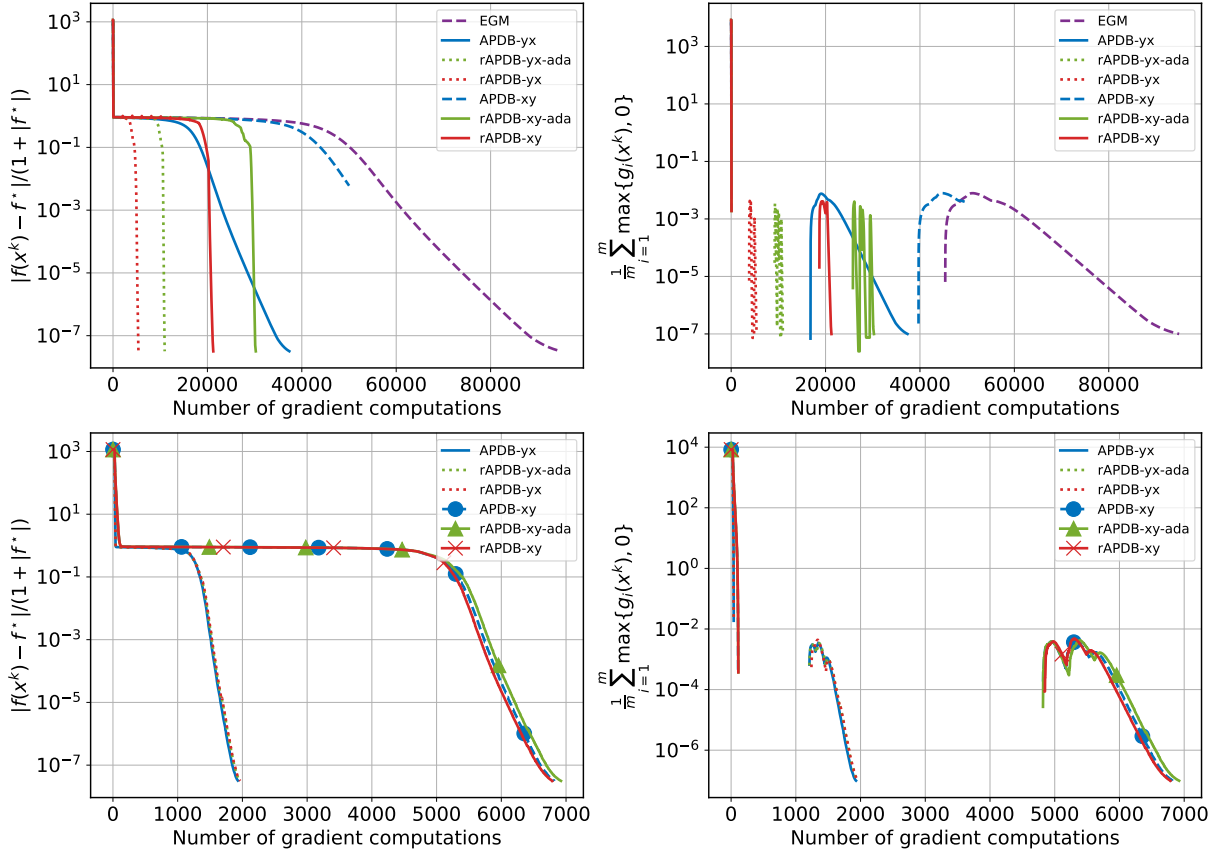 |f(x^k) − f^⋆|/(1 + |f^⋆|)
10^3
10^1
10^−1
10^−3
10^−5
10^−7
0
20000
40000
60000
80000
Number of gradient computations
EGM
APDB-yx
rAPDB-yx-ada
rAPDB-yx
APDB-xy
rAPDB-xy-ada
rAPDB-xy
1/m ∑_{i=1}^m max{g_i(x^k), 0}
10^3
10^1
10^−1
10^−3
10^−5
10^−7
0
20000
40000
60000
80000
Number of gradient computations
EGM
APDB-yx
rAPDB-yx-ada
rAPDB-yx
APDB-xy
rAPDB-xy-ada
rAPDB-xy
|f(x^k) − f^⋆|/(1 + |f^⋆|)
10^3
10^1
10^−1
10^−3
10^−5
10^−7
0
1000
2000
3000
4000
5000
6000
7000
Number of gradient computations
APDB-yx
rAPDB-yx-ada
rAPDB-yx
APDB-xy
rAPDB-xy-ada
rAPDB-xy
1/m ∑_{i=1}^m max{g_i(x^k), 0}
10^4
10^2
10^0
10^−2
10^−4
10^−6
0
1000
2000
3000
4000
5000
6000
7000
Number of gradient computations
APDB-yx
rAPDB-yx-ada
rAPDB-yx
APDB-xy
rAPDB-xy-ada
rAPDB-xy